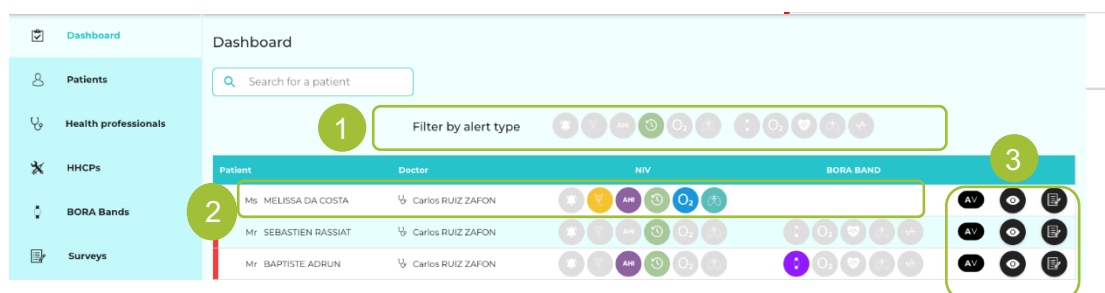 Dashboard
Dashboard
Search for a patient
Patients
1
Filter by alert type
AHI O₂ O₂
Health professionals
3
HHCPs
Patient Doctor NIV BORA BAND
2
Ms MELISSA DA COSTA Carlos RUIZ ZAFON AHI O₂ AV
BORA Bands
Mr SEBASTIEN RASSIAT Carlos RUIZ ZAFON AHI O₂ O₂ AV
Surveys
Mr BAPTISTE ADRUN Carlos RUIZ ZAFON AHI O₂ O₂ AV